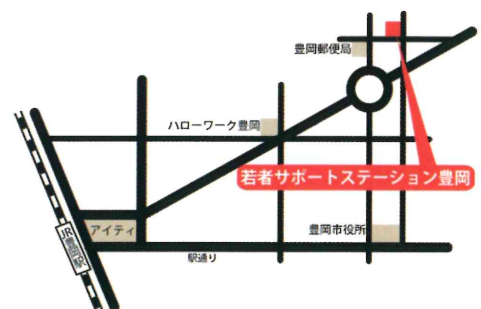 豊岡郵便局
ハローワーク豊岡
若者サポートステーション豊岡
アイティ
豊岡市役所
JR豊岡駅
駅通り